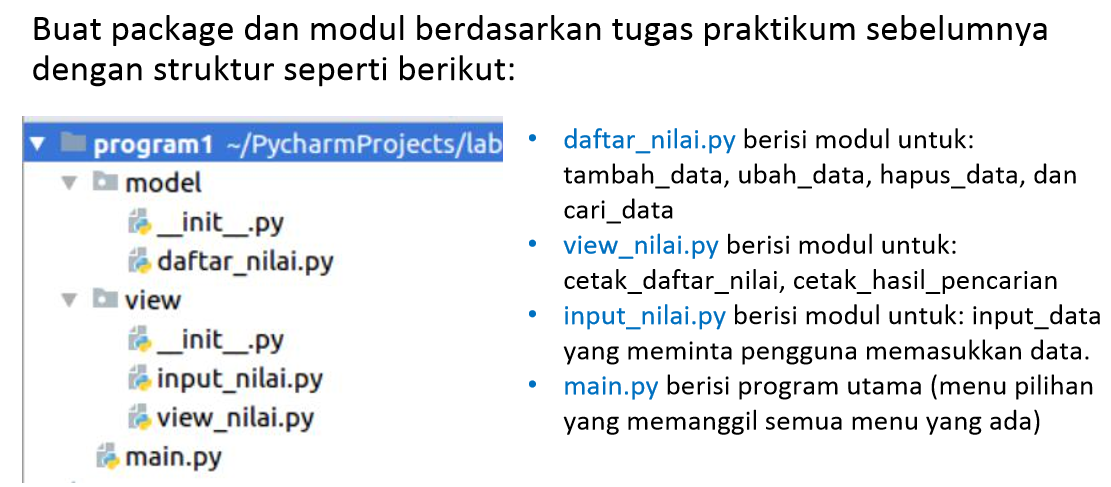 Buat package dan modul berdasarkan tugas praktikum sebelumnya
dengan struktur seperti berikut:
program1 ~/PycharmProjects/lab
model
__init__.py
daftar_nilai.py
view
__init__.py
input_nilai.py
view_nilai.py
main.py
• daftar_nilai.py berisi modul untuk:
tambah_data, ubah_data, hapus_data, dan
cari_data
• view_nilai.py berisi modul untuk:
cetak_daftar_nilai, cetak_hasil_pencarian
• input_nilai.py berisi modul untuk: input_data
yang meminta pengguna memasukkan data.
• main.py berisi program utama (menu pilihan
yang memanggil semua menu yang ada)